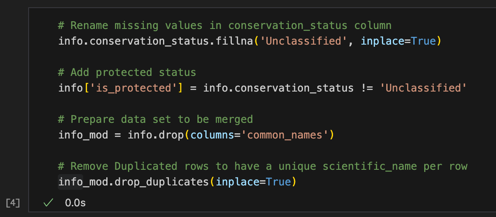 # Rename missing values in conservation_status column
info.conservation_status.fillna('Unclassified', inplace=True)
# Add protected status
info['is_protected'] = info.conservation_status != 'Unclassified'
# Prepare data set to be merged
info_mod = info.drop(columns='common_names')
# Remove Duplicated rows to have a unique scientific_name per row
info_mod.drop_duplicates(inplace=True)
[4] ✓ 0.0s